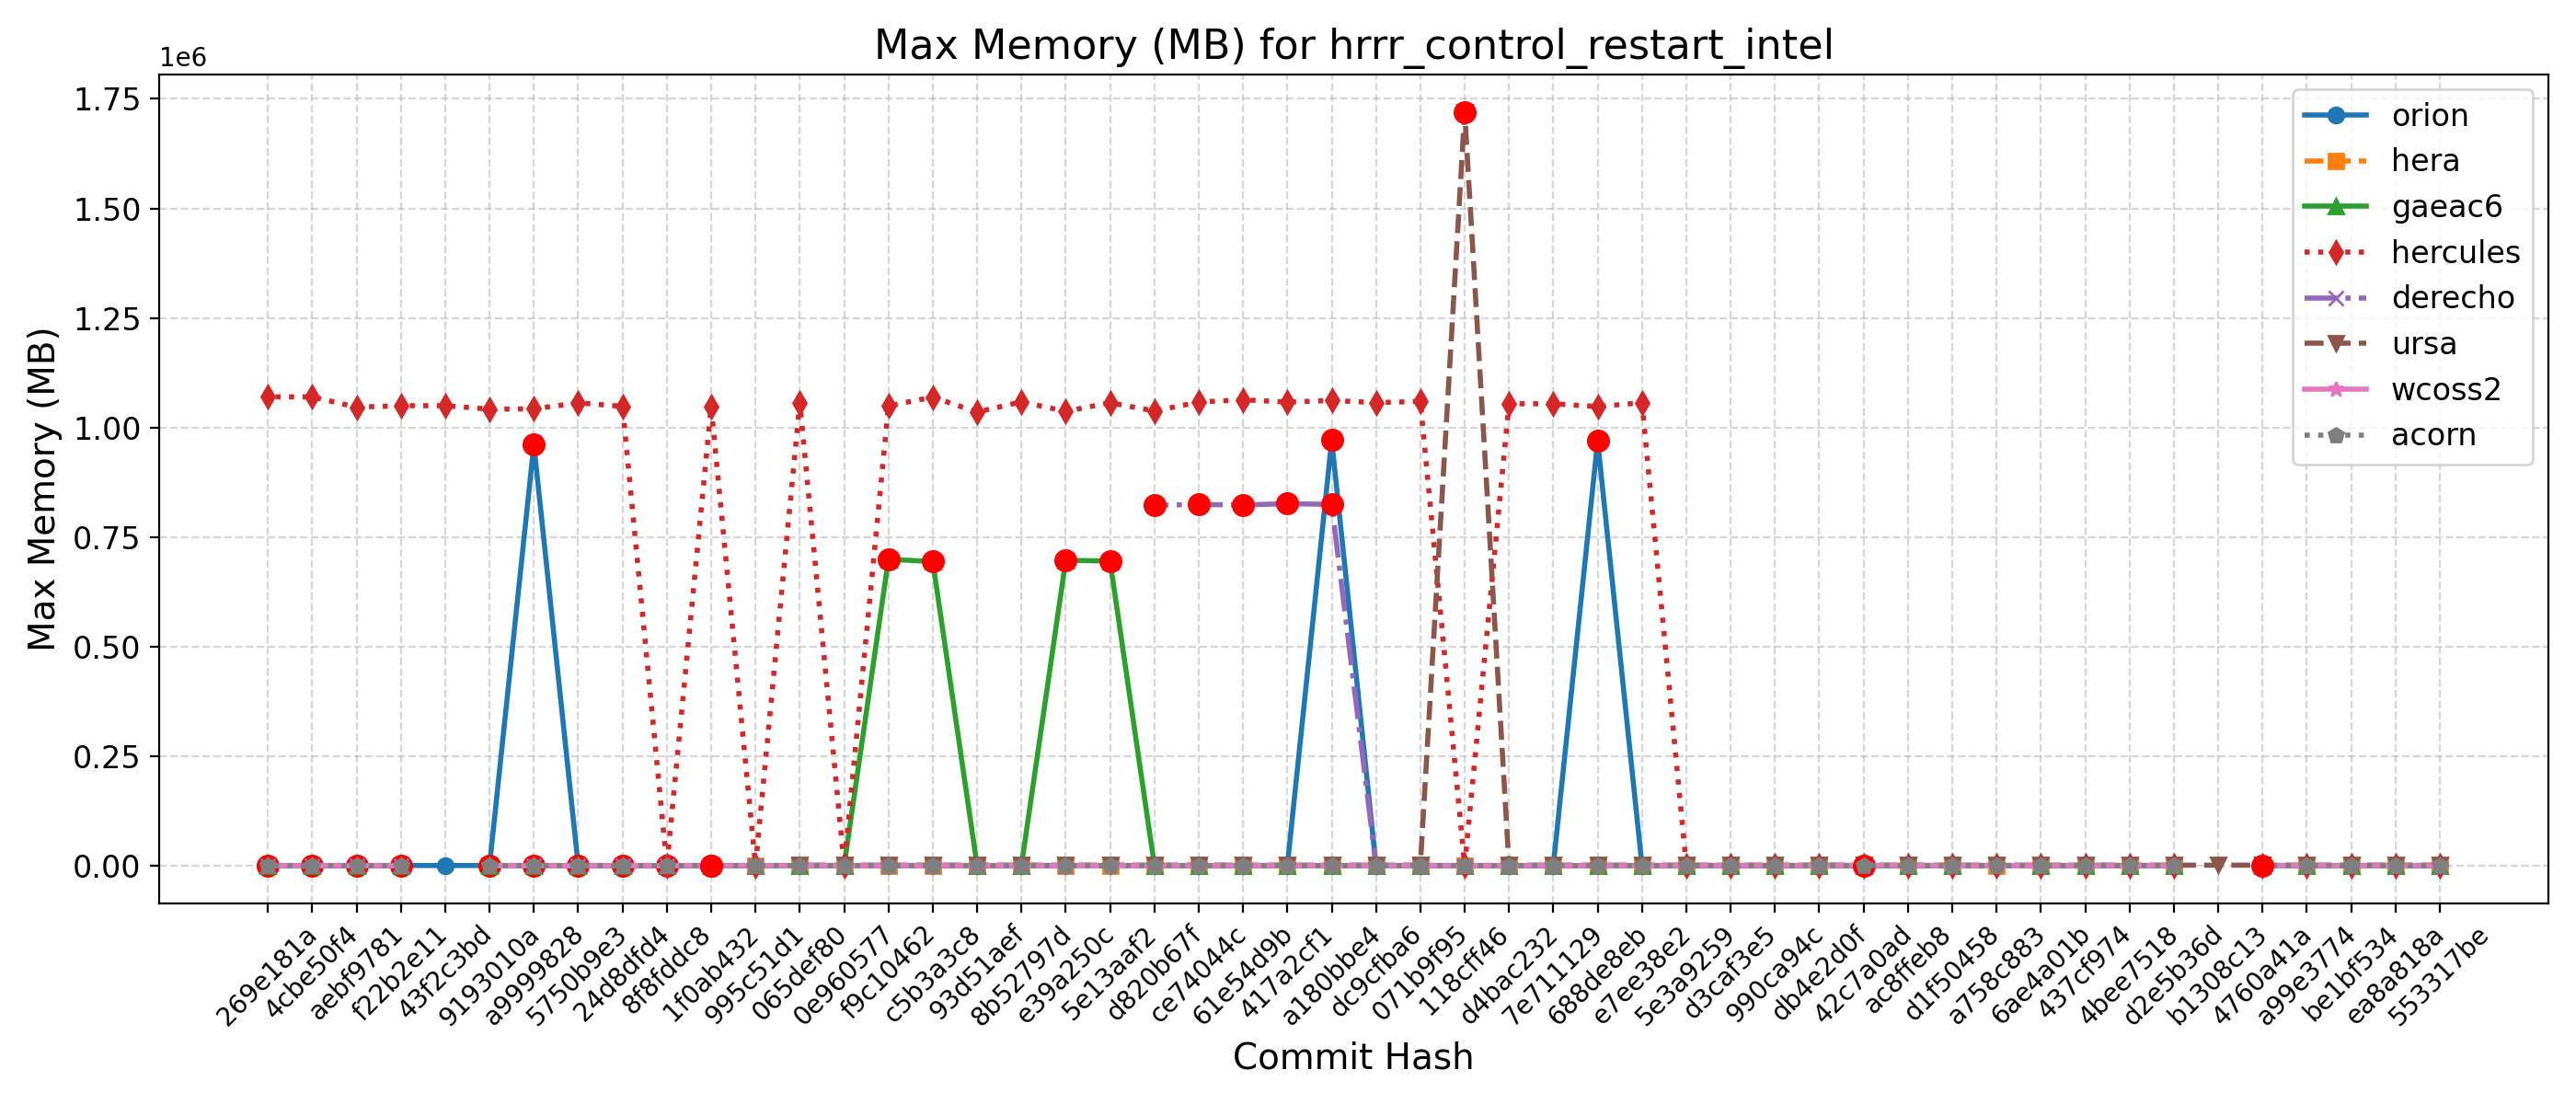 Max Memory (MB) for hrrr_control_restart_intel
1e6
1.75
1.50
1.25
1.00
0.75
0.50
0.25
0.00
Max Memory (MB)
orion
hera
gaeac6
hercules
derecho
ursa
wcoss2
acorn
269e181a
4cbe50f4
aebf9781
f22b2e11
43f2c3bd
9193010a
a9999828
5750b9e3
24d8dfd4
8f8fddc8
1f0ab432
995c51d1
065def80
0e960577
f9c10462
c5b3a3c8
93d51aef
8b52797d
e39a250c
5e13aaf2
d820b67f
ce74044c
61e54d9b
417a2cf1
a180bbe4
dc9cfba6
071b9f95
118cff46
d4bac232
7e711129
688de8eb
e7ee38e2
5e3a9259
d3caf3e5
990ca94c
db4e2d0f
42c7a0ad
ac8ffeb8
d1f50458
a758c883
6ae4a01b
437cf974
4bee7518
d2e5b36d
b1308c13
4760a41a
a99e3774
be1bf534
ea8a818a
553317be
Commit Hash